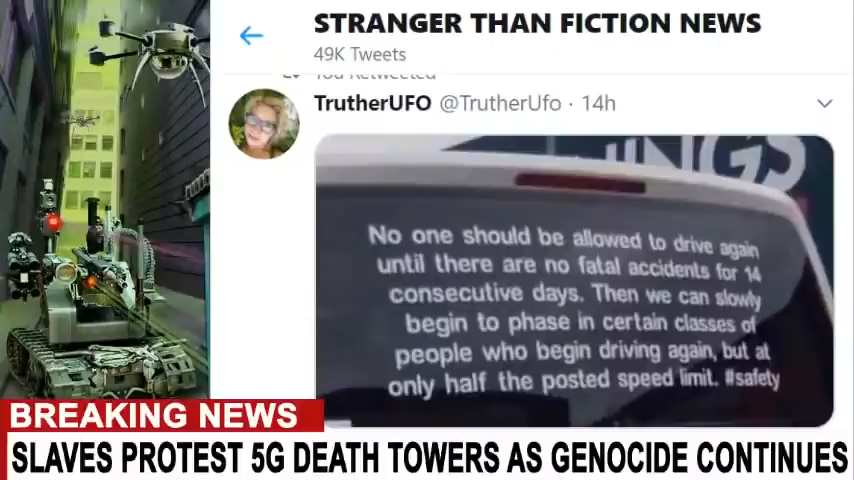 STRANGER THAN FICTION NEWS
49K Tweets
You Retweeted
TrutherUFO @TrutherUfo · 14h
No one should be allowed to drive again
until there are no fatal accidents for 14
consecutive days. Then we can slowly
begin to phase in certain classes of
people who begin driving again, but at
only half the posted speed limit. #safety
BREAKING NEWS
SLAVES PROTEST 5G DEATH TOWERS AS GENOCIDE CONTINUES